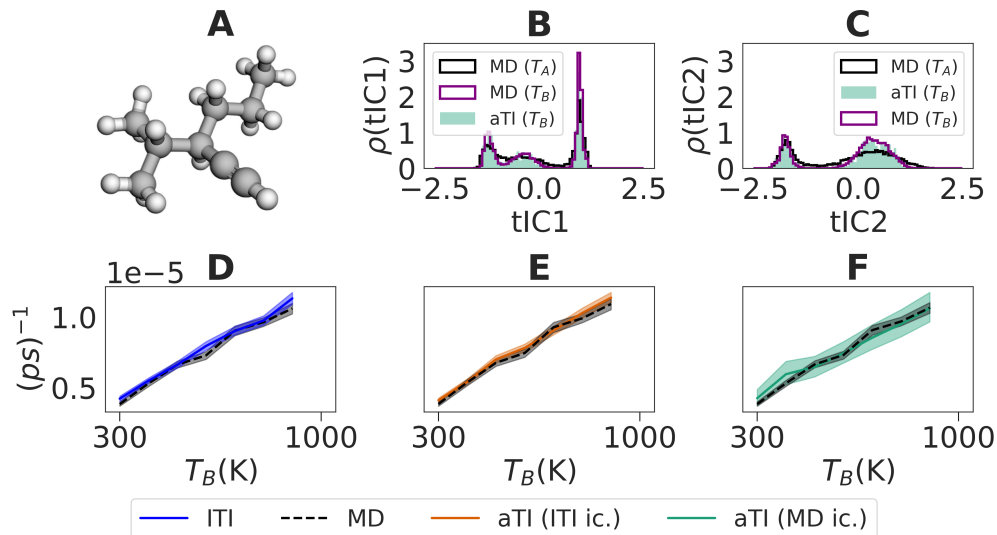 A
B
C
ρ(tIC1)
3
2
1
0
MD (T_A)
MD (T_B)
aTI (T_B)
−2.5
0.0
2.5
tIC1
ρ(tIC2)
3
2
1
0
MD (T_A)
aTI (T_B)
MD (T_B)
−2.5
0.0
2.5
tIC2
D
E
F
1e−5
(ps)⁻¹
1.0
0.5
300
1000
T_B(K)
300
1000
T_B(K)
300
1000
T_B(K)
ITI
MD
aTI (ITI ic.)
aTI (MD ic.)